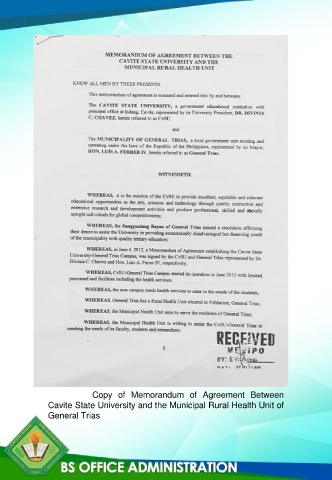 MEMORANDUM OF AGREEMENT BETWEEN THE
CAVITE STATE UNIVERSITY AND THE
MUNICIPAL RURAL HEALTH UNIT
KNOW ALL MEN BY THESE PRESENTS:
This memorandum of agreement is executed and entered into by and between:
The CAVITE STATE UNIVERSITY, a government educational institution with
principal office at Indang, Cavite, represented by its University President, DR. DIVINIA
C. CHAVEZ, herein referred to as CvSU;
and
The MUNICIPALITY OF GENERAL TRIAS, a local government unit existing and
operating under the laws of the Republic of the Philippines, represented by its Mayor,
HON. LUIS A. FERRER IV, herein refered to as General Trias;
WITNESSETH:
WHEREAS, it is the mission of the CvSU to provide excellent, equitable and relevant
educational opportunities in the arts, sciences and technology through quality instruction and
extensive research and development activities and produce professional, skilled and morally
upright individuals for global competitiveness;
WHEREAS, the Sangguniang Bayan of General Trias passed a resolution affirming
their desire to assist the University in providing economically disadvantaged but deserving youth
of the municipality with quality tertiary education;
WHEREAS, in June 4, 2012, a Memorandum of Agreement establishing the Cavite State
University-General Trias Campus, was signed by the CvSU and General Trias represented by Dr.
Divinia C. Chavez and Hon. Luis A. Ferrer IV, respectively;
WHEREAS, CvSU-General Trias Campus started its operation in June 2012 with limited
personnel and facilities including the health services;
WHEREAS, the new campus needs health services to cater to the needs of the students;
WHEREAS, General Trias has a Rural Health Unit situated in Poblacion, General Trias;
WHEREAS, the Municipal Health Unit aims to serve the residents of General Trias;
WHEREAS, the Municipal Health Unit is willing to assist the CvSU-General Trias in
meeting the needs of its faculty, students and researchers;
1
RECEIVED
BY:
DATE:
Copy of Memorandum of Agreement Between
Cavite State University and the Municipal Rural Health Unit of
General Trias
BS OFFICE ADMINISTRATION